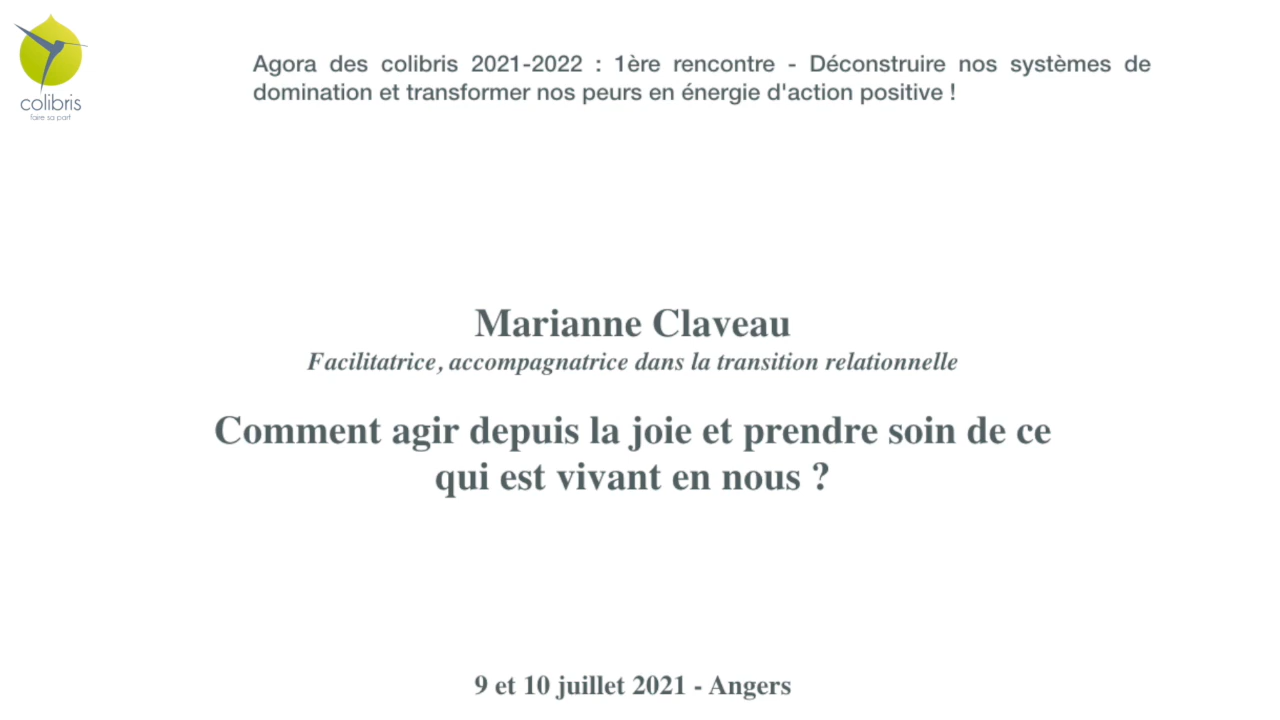 colibris
faire sa part
Agora des colibris 2021-2022 : 1ère rencontre - Déconstruire nos systèmes de
domination et transformer nos peurs en énergie d'action positive !
Marianne Claveau
Facilitatrice, accompagnatrice dans la transition relationnelle
Comment agir depuis la joie et prendre soin de ce
qui est vivant en nous ?
9 et 10 juillet 2021 - Angers